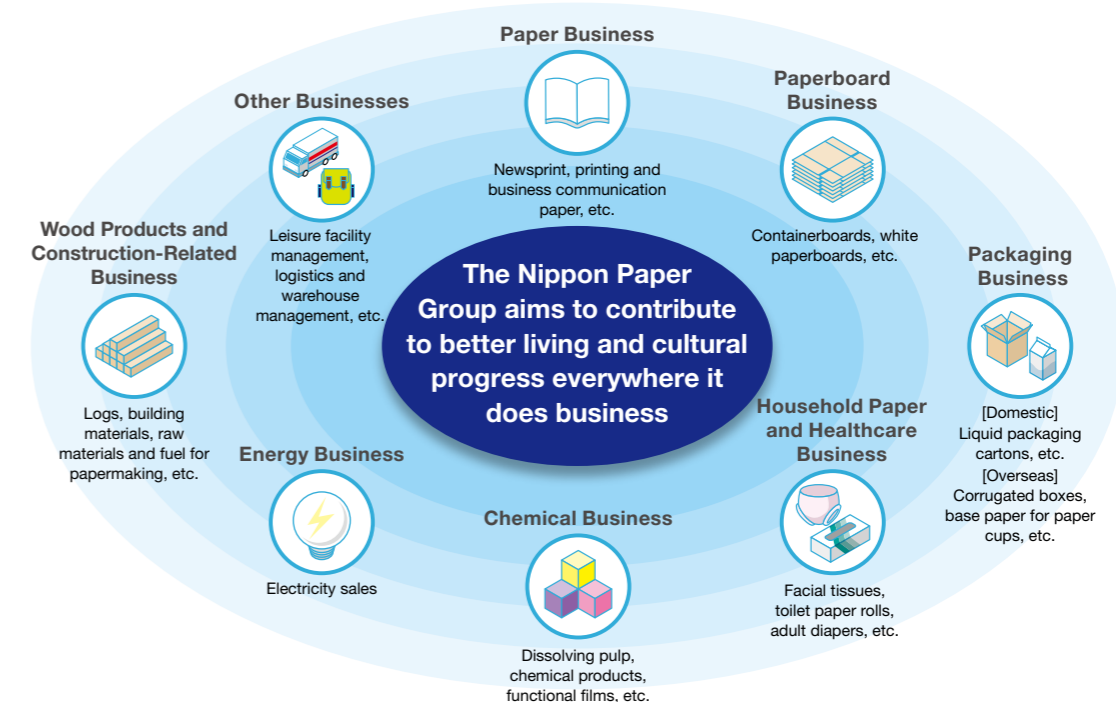 Paper Business
Newsprint, printing and
business communication
paper, etc.
Paperboard
Business
Containerboards, white
paperboards, etc.
Packaging
Business
[Domestic]
Liquid packaging
cartons, etc.
[Overseas]
Corrugated boxes,
base paper for paper
cups, etc.
Household Paper
and Healthcare
Business
Facial tissues,
toilet paper rolls,
adult diapers, etc.
Chemical Business
Dissolving pulp,
chemical products,
functional films, etc.
Energy Business
Electricity sales
Wood Products and
Construction-Related
Business
Logs, building
materials, raw
materials and fuel for
papermaking, etc.
Other Businesses
Leisure facility
management,
logistics and
warehouse
management, etc.
The Nippon Paper
Group aims to contribute
to better living and cultural
progress everywhere it
does business